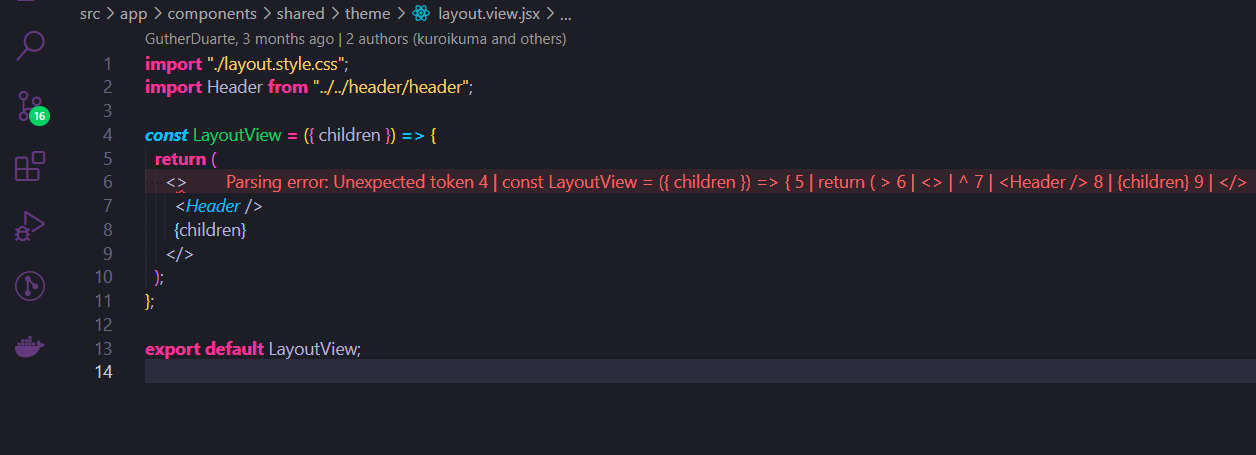 src > app > components > shared > theme > layout.view.jsx > ...
GutherDuarte, 3 months ago | 2 authors (kuroikuma and others)
1 import "./layout.style.css";
2 import Header from "../../header/header";
3
4 const LayoutView = ({ children }) => {
5 return (
6 <> Parsing error: Unexpected token 4 | const LayoutView = ({ children }) => { 5 | return ( > 6 | <> | ^ 7 | <Header /> 8 | {children} 9 | </>
7 <Header />
16
8 {children}
9 </>
10 );
11 };
12
13 export default LayoutView;
14